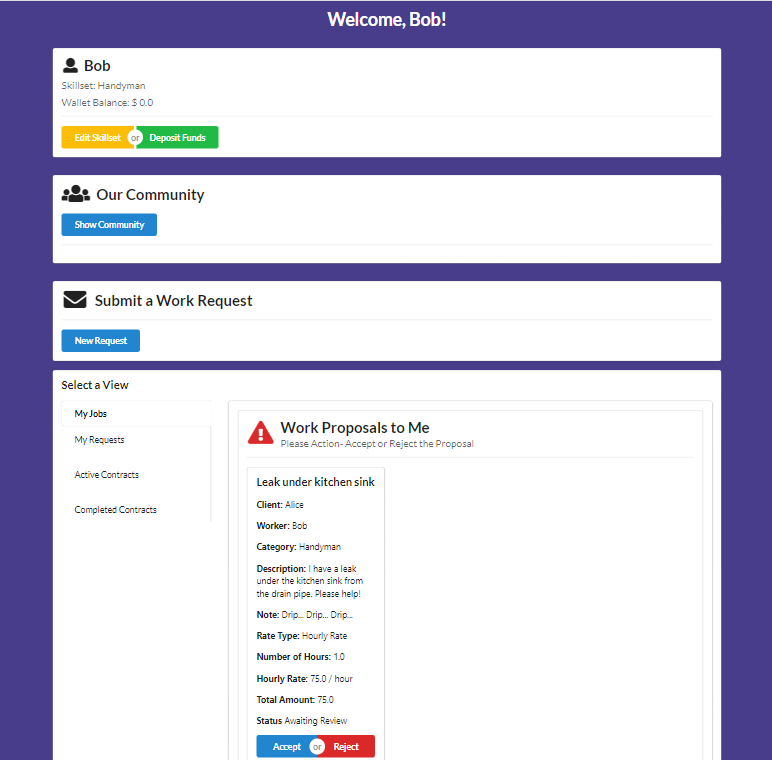 Welcome, Bob!
Bob
Skillset: Handyman
Wallet Balance: $ 0.0
Edit Skillset or Deposit Funds
Our Community
Show Community
Submit a Work Request
New Request
Select a View
My Jobs
My Requests
Active Contracts
Completed Contracts
Work Proposals to Me
Please Action- Accept or Reject the Proposal
Leak under kitchen sink
Client: Alice
Worker: Bob
Category: Handyman
Description: I have a leak
under the kitchen sink from
the drain pipe. Please help!
Note: Drip... Drip... Drip...
Rate Type: Hourly Rate
Number of Hours: 1.0
Hourly Rate: 75.0 / hour
Total Amount: 75.0
Status Awaiting Review
Accept or Reject